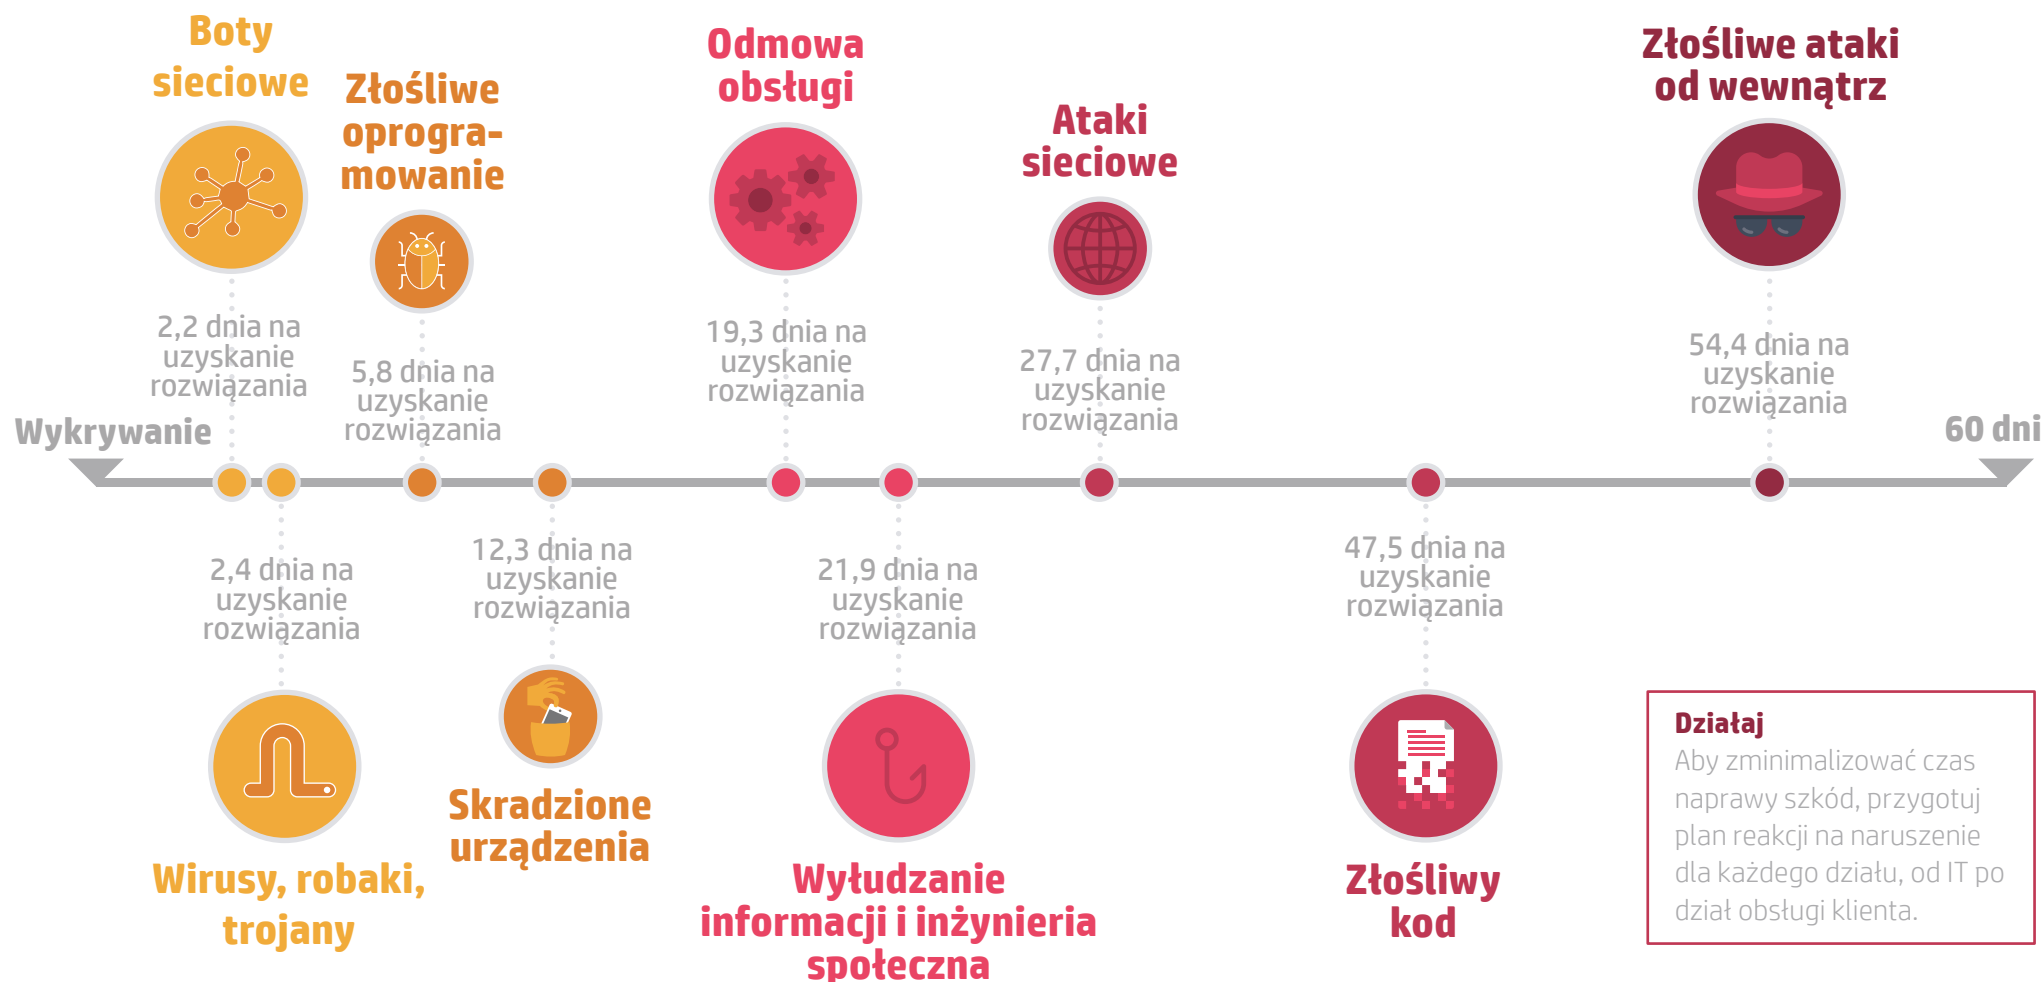 Boty
sieciowe
2,2 dnia na
uzyskanie
rozwiązania
Złośliwe
oprogra-
mowanie
5,8 dnia na
uzyskanie
rozwiązania
Odmowa
obsługi
19,3 dnia na
uzyskanie
rozwiązania
Ataki
sieciowe
27,7 dnia na
uzyskanie
rozwiązania
Złośliwe ataki
od wewnątrz
54,4 dnia na
uzyskanie
rozwiązania
Wykrywanie
60 dni
2,4 dnia na
uzyskanie
rozwiązania
Wirusy, robaki,
trojany
12,3 dnia na
uzyskanie
rozwiązania
Skradzione
urządzenia
21,9 dnia na
uzyskanie
rozwiązania
Wyłudzanie
informacji i inżynieria
społeczna
47,5 dnia na
uzyskanie
rozwiązania
Złośliwy
kod
Działaj
Aby zminimalizować czas
naprawy szkód, przygotuj
plan reakcji na naruszenie
dla każdego działu, od IT po
dział obsługi klienta.